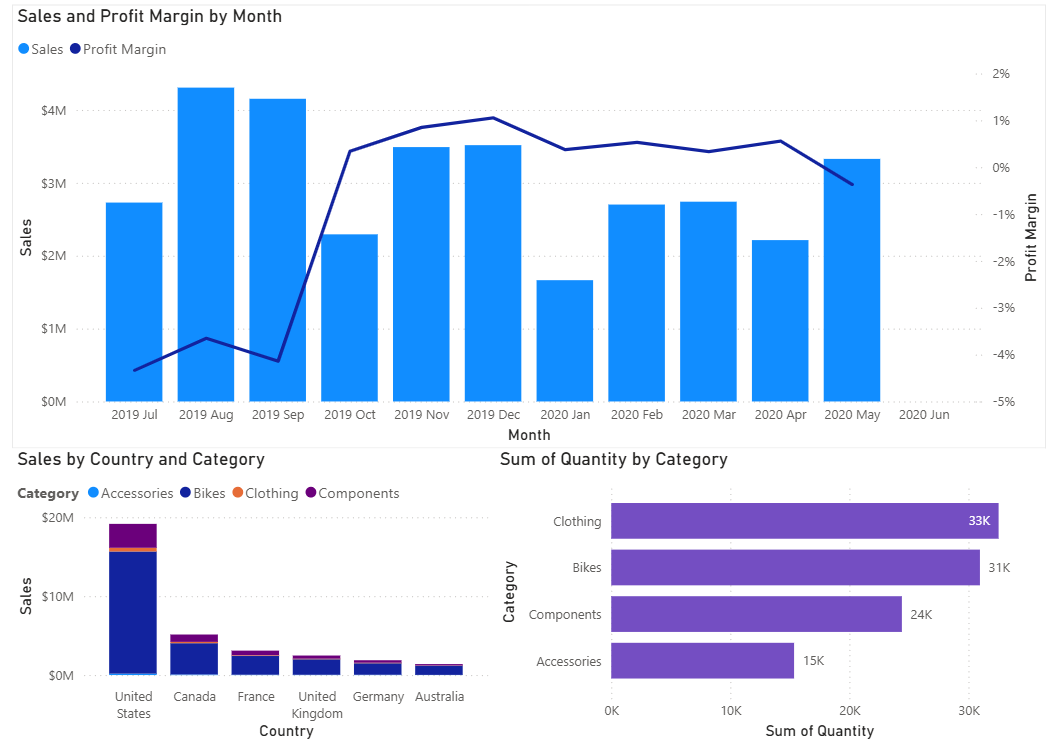 Sales and Profit Margin by Month
Sales Profit Margin
2%
$4M
1%
0%
$3M
-1%
$2M
-2%
-3%
$1M
-4%
$0M
-5%
Sales
Profit Margin
2019 Jul 2019 Aug 2019 Sep 2019 Oct 2019 Nov 2019 Dec 2020 Jan 2020 Feb 2020 Mar 2020 Apr 2020 May 2020 Jun
Month
Sales by Country and Category
Category Accessories Bikes Clothing Components
$20M
$10M
$0M
Sales
United States
Canada
France
United Kingdom
Germany
Australia
Country
Sum of Quantity by Category
Category
Clothing 33K
Bikes 31K
Components 24K
Accessories 15K
0K 10K 20K 30K
Sum of Quantity